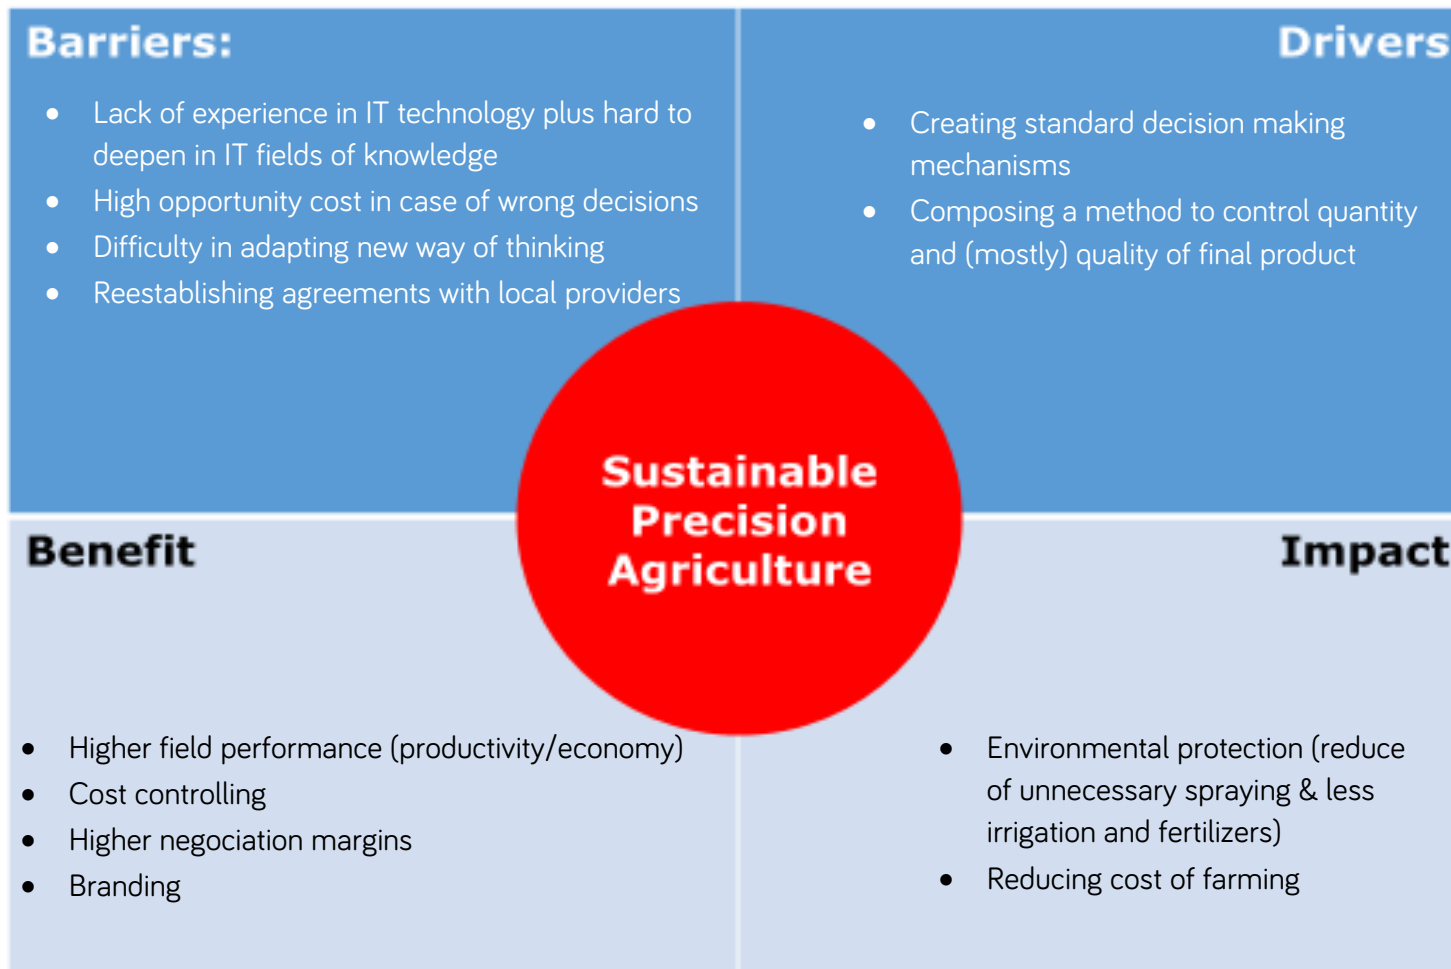 Barriers:
• Lack of experience in IT technology plus hard to
deepen in IT fields of knowledge
• High opportunity cost in case of wrong decisions
• Difficulty in adapting new way of thinking
• Reestablishing agreements with local providers
Drivers
• Creating standard decision making
mechanisms
• Composing a method to control quantity
and (mostly) quality of final product
Sustainable
Precision
Agriculture
Benefit
• Higher field performance (productivity/economy)
• Cost controlling
• Higher negociation margins
• Branding
Impact
• Environmental protection (reduce
of unnecessary spraying & less
irrigation and fertilizers)
• Reducing cost of farming